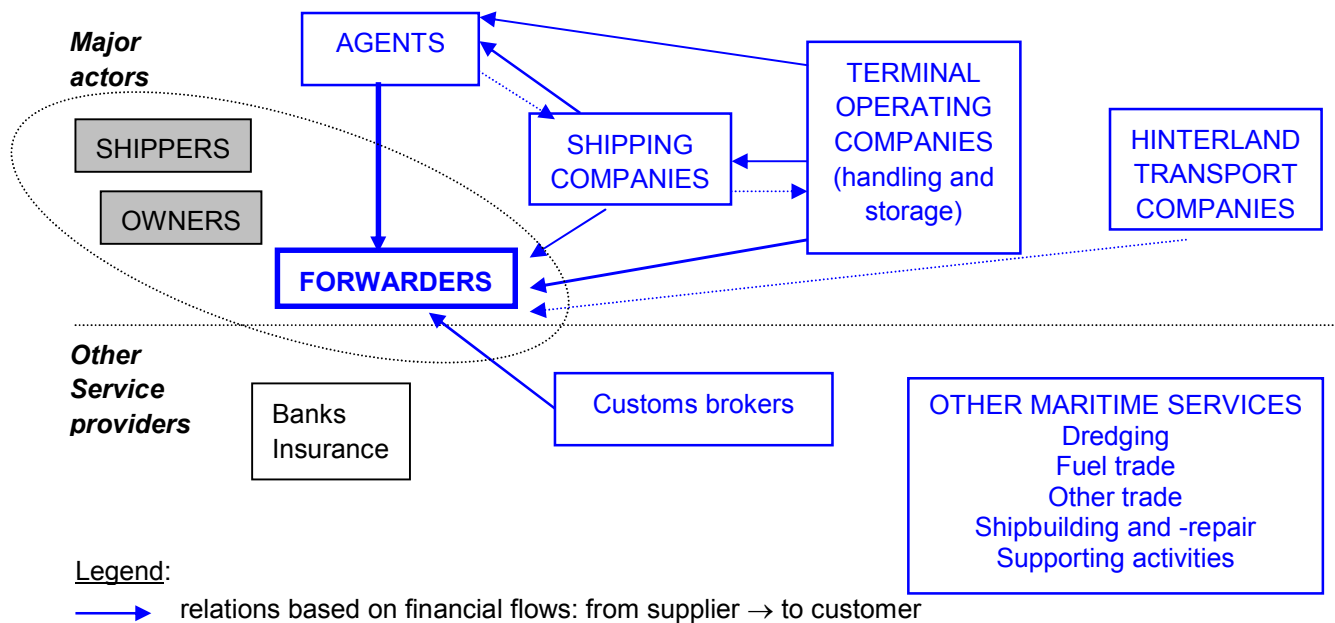 Major
actors
AGENTS
TERMINAL
OPERATING
COMPANIES
(handling and
storage)
SHIPPERS
SHIPPING
COMPANIES
HINTERLAND
TRANSPORT
COMPANIES
OWNERS
FORWARDERS
Other
Service
providers
Banks
Insurance
Customs brokers
OTHER MARITIME SERVICES
Dredging
Fuel trade
Other trade
Shipbuilding and -repair
Supporting activities
Legend:
relations based on financial flows: from supplier → to customer